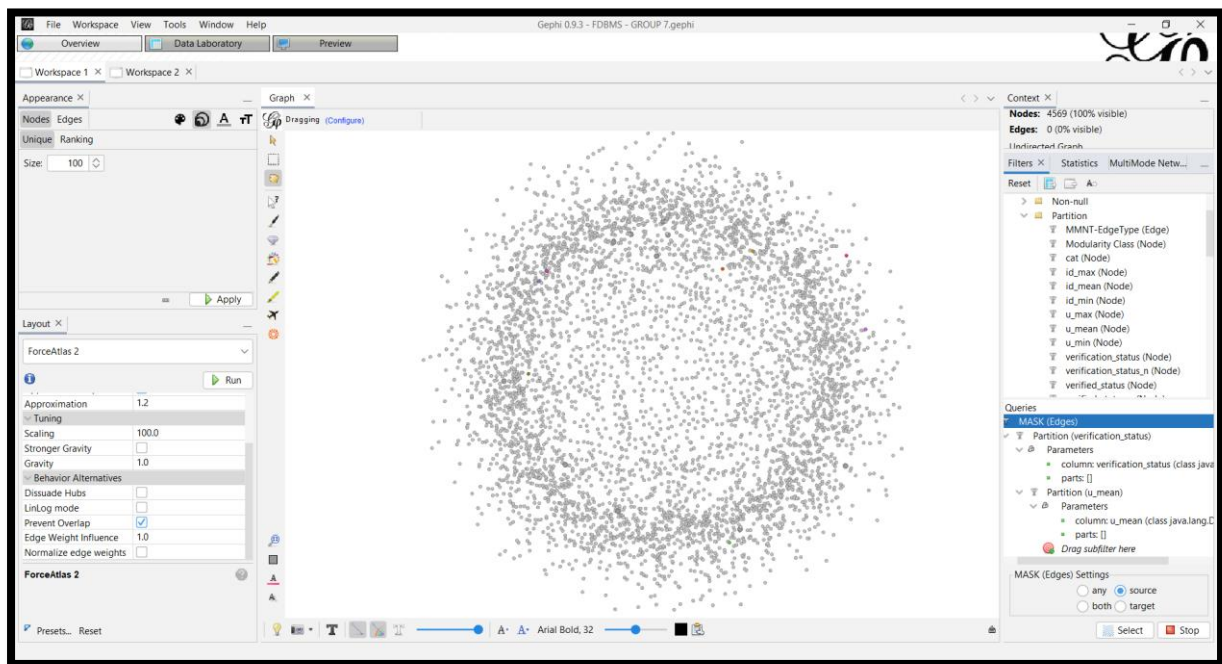 File Workspace View Tools Window Help
Gephi 0.9.3 - FDBMS - GROUP 7.gephi
Overview Data Laboratory Preview
Workspace 1 × Workspace 2 ×
Appearance ×
Nodes Edges
Unique Ranking
Size: 100
Apply
Layout ×
ForceAtlas 2
Run
Approximation 1.2
Tuning
Scaling 100.0
Stronger Gravity
Gravity 1.0
Behavior Alternatives
Dissuade Hubs
LinLog mode
Prevent Overlap
Edge Weight Influence 1.0
Normalize edge weights
ForceAtlas 2
Presets... Reset
Graph ×
Dragging (Configure)
A- A- Arial Bold, 32
Context ×
Nodes: 4569 (100% visible)
Edges: 0 (0% visible)
Undirected Graph
Filters × Statistics MultiMode Netw...
Reset
Non-null
Partition
MMNT-EdgeType (Edge)
Modularity Class (Node)
cat (Node)
id_max (Node)
id_mean (Node)
id_min (Node)
u_max (Node)
u_mean (Node)
u_min (Node)
verification_status (Node)
verification_status_n (Node)
verified_status (Node)
Queries
MASK (Edges)
Partition (verification_status)
Parameters
column: verification_status (class java
parts: []
Partition (u_mean)
Parameters
column: u_mean (class java.lang.D
parts: []
Drag subfilter here
MASK (Edges) Settings
any source
both target
Select Stop